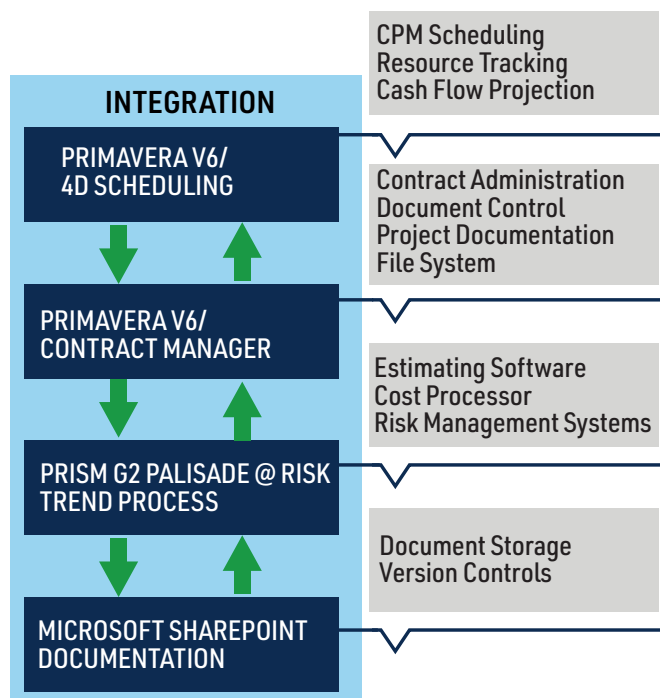 CPM Scheduling
Resource Tracking
Cash Flow Projection
INTEGRATION
PRIMAVERA V6/
4D SCHEDULING
Contract Administration
Document Control
Project Documentation
File System
PRIMAVERA V6/
CONTRACT MANAGER
Estimating Software
Cost Processor
Risk Management Systems
PRISM G2 PALISADE @ RISK
TREND PROCESS
Document Storage
Version Controls
MICROSOFT SHAREPOINT
DOCUMENTATION